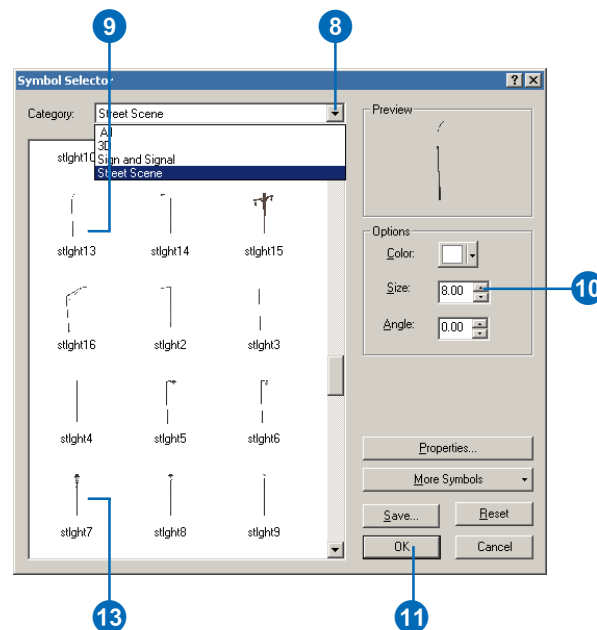 9
8
Symbol Selector
Category:
Street Scene
All
3D
Sign and Signal
Street Scene
stlght10
stlght13
stlght14
stlght15
stlght16
stlght2
stlght3
stlght4
stlght5
stlght6
stlght7
stlght8
stlght9
Preview
Options
Color:
Size:
8.00
10
Angle:
0.00
Properties...
More Symbols
Save...
Reset
OK
Cancel
13
11